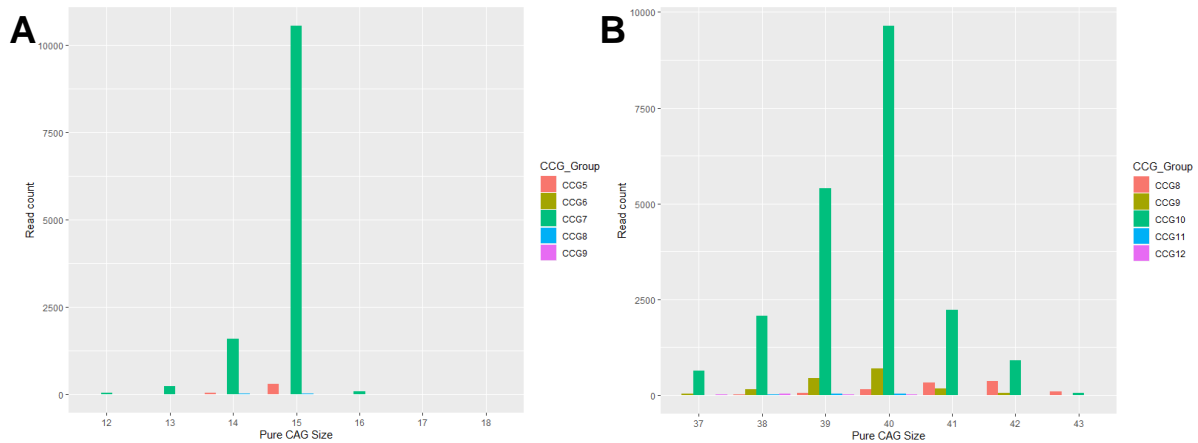 A
10000
7500
5000
2500
0
Read count
12 13 14 15 16 17 18
Pure CAG Size
CCG_Group
CCG5
CCG6
CCG7
CCG8
CCG9
B
10000
7500
5000
2500
0
Read count
37 38 39 40 41 42 43
Pure CAG Size
CCG_Group
CCG8
CCG9
CCG10
CCG11
CCG12